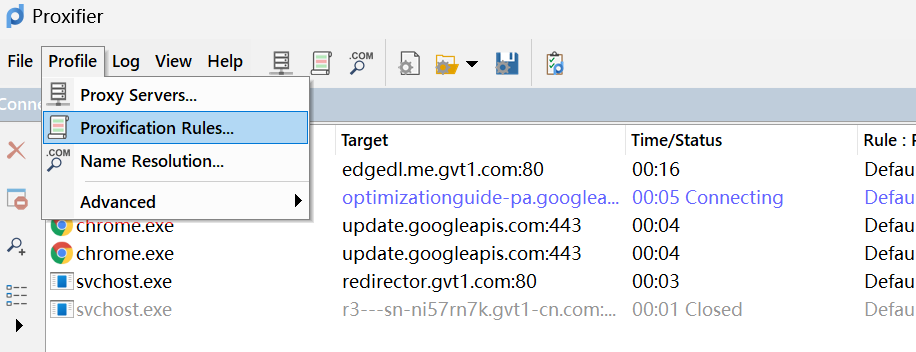 Proxifier
File Profile Log View Help .COM
Conne
Proxy Servers...
Proxification Rules...
.COM Name Resolution...
Advanced
Target Time/Status Rule : P
edgedl.me.gvt1.com:80 00:16 Defau
optimizationguide-pa.googlea... 00:05 Connecting Defau
chrome.exe update.googleapis.com:443 00:04 Defau
chrome.exe update.googleapis.com:443 00:04 Defau
svchost.exe redirector.gvt1.com:80 00:03 Defau
svchost.exe r3---sn-ni57rn7k.gvt1-cn.com:... 00:01 Closed Defau